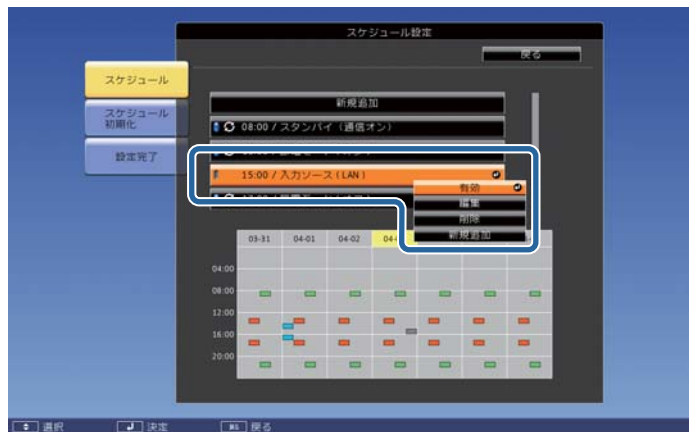 スケジュール設定
戻る
スケジュール
スケジュール
初期化
設定完了
新規追加
08:00 / スタンバイ（通信オン）
15:00 / 入力ソース ( LAN )
有効
編集
削除
新規追加
03-31 04-01 04-02
04:00
08:00
12:00
16:00
20:00
選択 決定 戻る